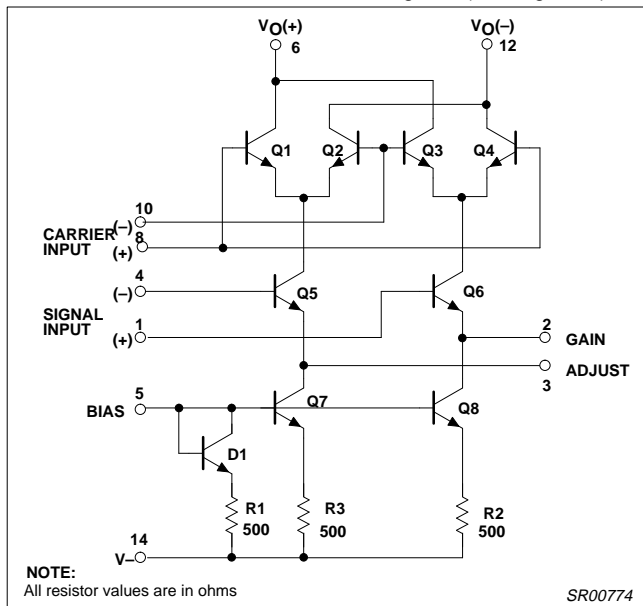 VO(+)
6
VO(–)
12
Q1
Q2
Q3
Q4
10
(–)
CARRIER
INPUT
8
(+)
4
(–)
Q5
Q6
SIGNAL
INPUT
1
(+)
2
GAIN
3
ADJUST
5
BIAS
Q7
Q8
D1
R1
500
R3
500
R2
500
14
V–
NOTE:
All resistor values are in ohms
SR00774